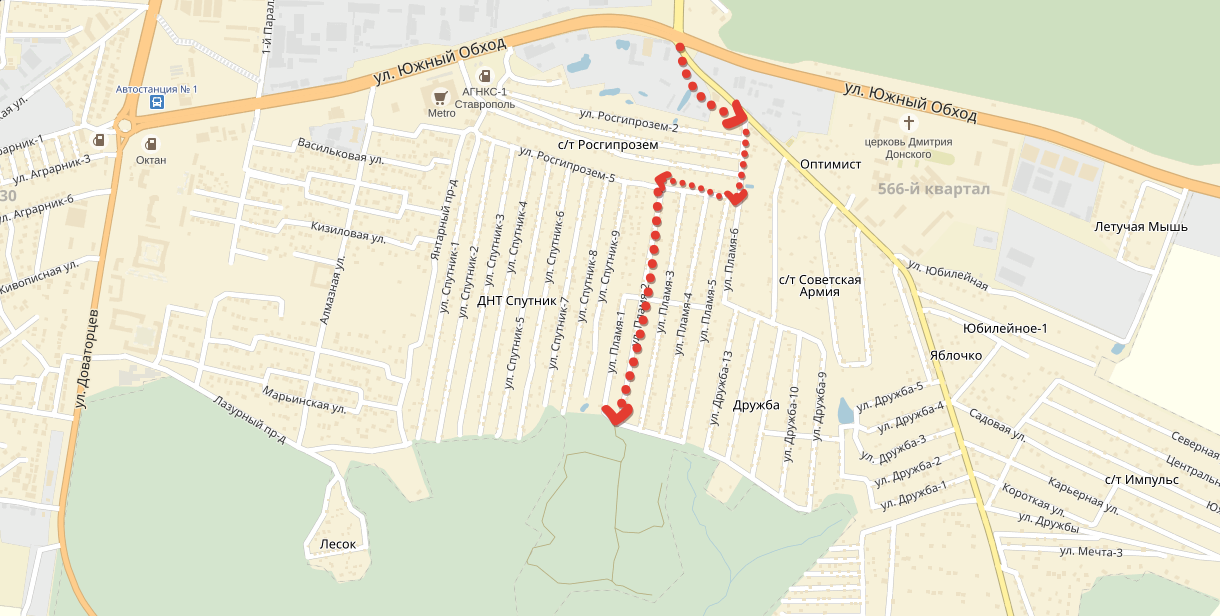 1-й Парал
ул. Южный Обход
ул. Южный Обход
Автостанция № 1
АГНКС-1
Ставрополь
Metro
ул. Росгипрозем-2
с/т Росгипрозем
ул. Росгипрозем-5
церковь Дмитрия
Донского
Оптимист
566-й квартал
Летучая Мышь
кая ул.
рарник-1
ул. Аграрник-3
Октан
30
ул. Аграрник-6
Живописная ул.
Васильковая ул.
Кизиловая ул.
Янтарный пр-д
Алмазная ул.
ул. Доваторцев
Марьинская ул.
Лазурный пр-д
Лесок
ул. Спутник-1
ул. Спутник-2
ул. Спутник-3
ул. Спутник-4
ул. Спутник-5
ул. Спутник-6
ул. Спутник-7
ул. Спутник-8
ул. Спутник-9
ДНТ Спутник
ул. Пламя-1
ул. Пламя-2
ул. Пламя-3
ул. Пламя-4
ул. Пламя-5
ул. Пламя-6
с/т Советская
Армия
ул. Юбилейная
Юбилейное-1
Яблочко
Дружба
ул. Дружба-13
ул. Дружба-10
ул. Дружба-9
ул. Дружба-5
ул. Дружба-4
ул. Дружба-3
ул. Дружба-2
ул. Дружба-1
Садовая ул.
Северная
Центральн
с/т Импульс
Карьерная ул.
Короткая ул.
Юж
ул. Дружбы
ул. Мечта-3